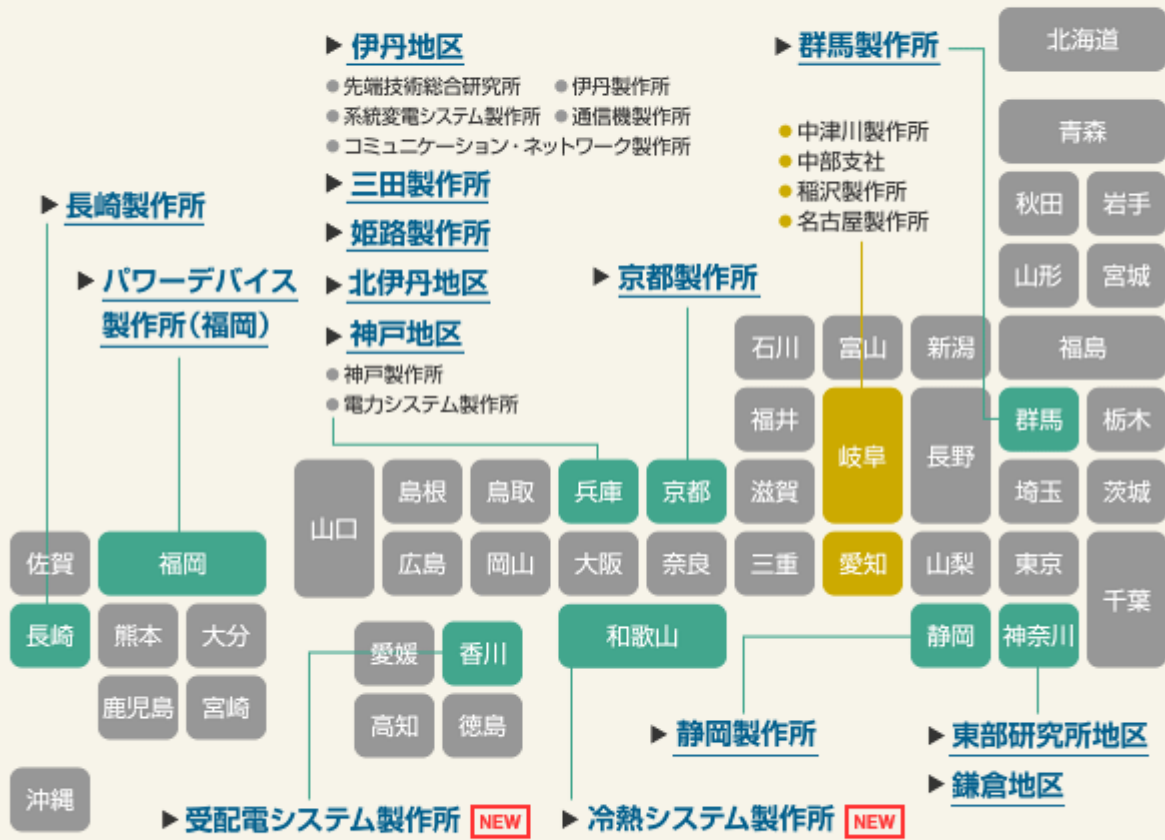 ▶ 伊丹地区
● 先端技術総合研究所 ● 伊丹製作所
● 系統変電システム製作所 ● 通信機製作所
● コミュニケーション・ネットワーク製作所
▶ 三田製作所
▶ 姫路製作所
▶ 北伊丹地区
▶ 神戸地区
● 神戸製作所
● 電力システム製作所
▶ 長崎製作所
▶ パワーデバイス
製作所(福岡)
▶ 京都製作所
▶ 群馬製作所
● 中津川製作所
● 中部支社
● 稲沢製作所
● 名古屋製作所
北海道
青森
秋田 岩手
山形 宮城
石川 富山 新潟 福島
福井 岐阜 長野 群馬 栃木
山口 島根 鳥取 兵庫 京都 滋賀 埼玉 茨城
佐賀 福岡 広島 岡山 大阪 奈良 三重 愛知 山梨 東京 千葉
長崎 熊本 大分 愛媛 香川 和歌山 静岡 神奈川
鹿児島 宮崎 高知 徳島
沖縄
▶ 静岡製作所
▶ 東部研究所地区
▶ 鎌倉地区
▶ 受配電システム製作所 NEW
▶ 冷熱システム製作所 NEW